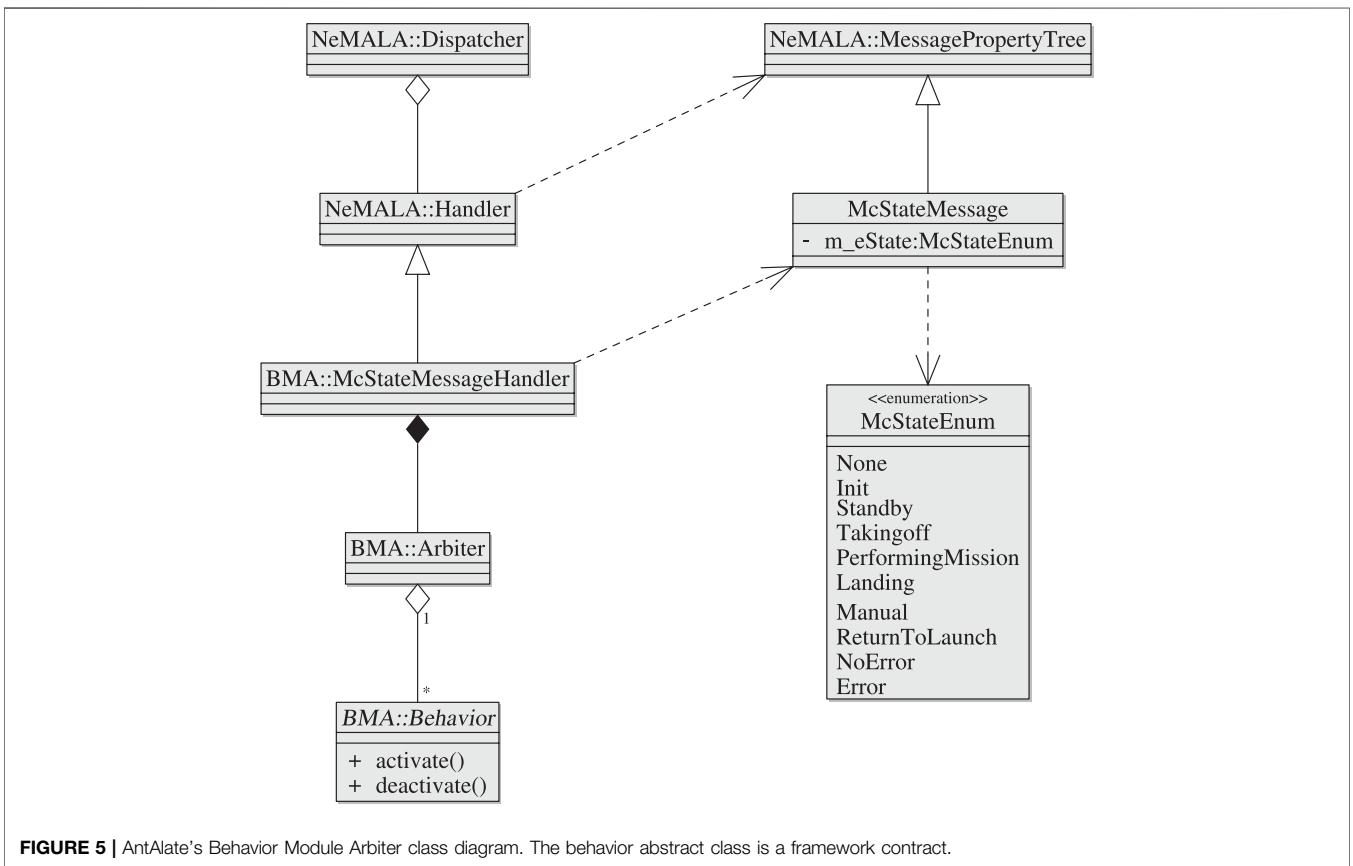 NeMALA::Dispatcher
NeMALA::MessagePropertyTree
NeMALA::Handler
McStateMessage
- m_eState:McStateEnum
BMA::McStateMessageHandler
<<enumeration>>
McStateEnum
None
Init
Standby
Takingoff
PerformingMission
Landing
Manual
ReturnToLaunch
NoError
Error
BMA::Arbiter
1
*
BMA::Behavior
+ activate()
+ deactivate()
FIGURE 5 | AntAlate's Behavior Module Arbiter class diagram. The behavior abstract class is a framework contract.